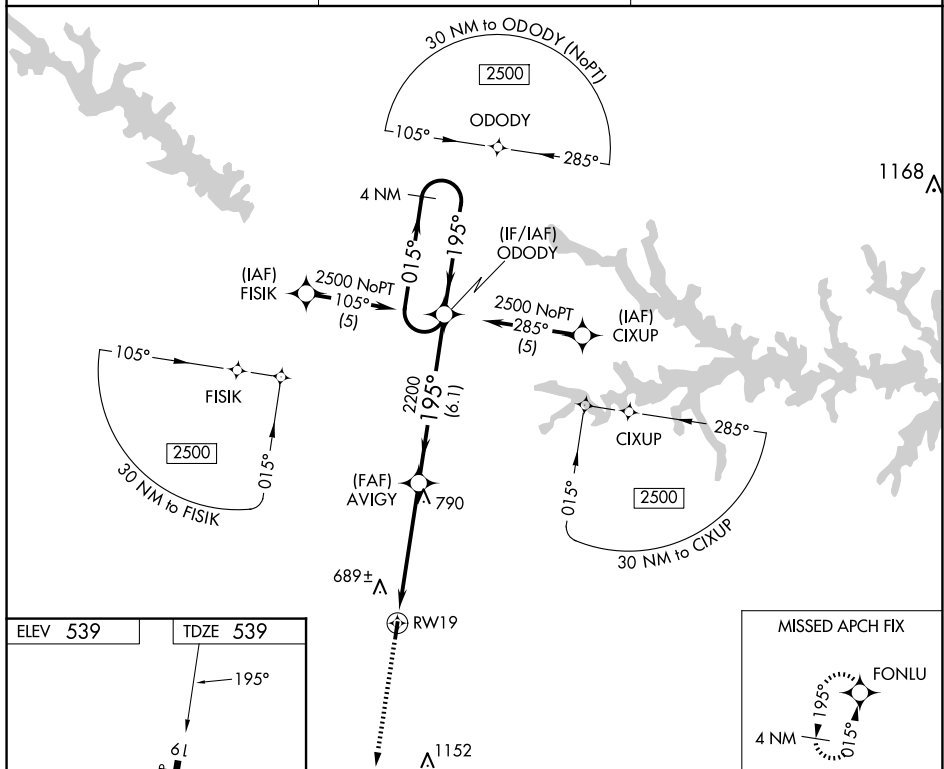 30 NM to ODODY (NoPT)
2500
ODODY
105°
285°
1168
4 NM
015°
195°
(IF/IAF)
ODODY
(IAF)
FISIK
2500 NoPT
105°
(5)
2500 NoPT
285°
(5)
(IAF)
CIXUP
105°
FISIK
2500
015°
30 NM to FISIK
2200
195°
(6.1)
CIXUP
285°
015°
2500
30 NM to CIXUP
(FAF)
AVIGY
790
689±
RW19
ELEV 539
TDZE 539
195°
19
1152
MISSED APCH FIX
FONLU
195°
015°
4 NM